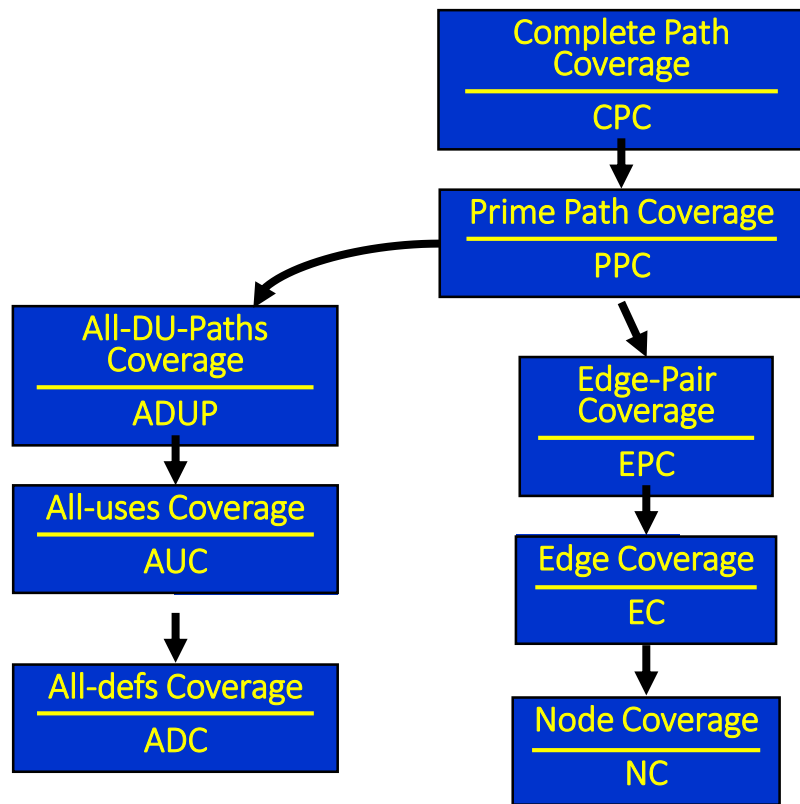 Complete Path
Coverage
CPC
Prime Path Coverage
PPC
All-DU-Paths
Coverage
ADUP
Edge-Pair
Coverage
EPC
All-uses Coverage
AUC
Edge Coverage
EC
All-defs Coverage
ADC
Node Coverage
NC